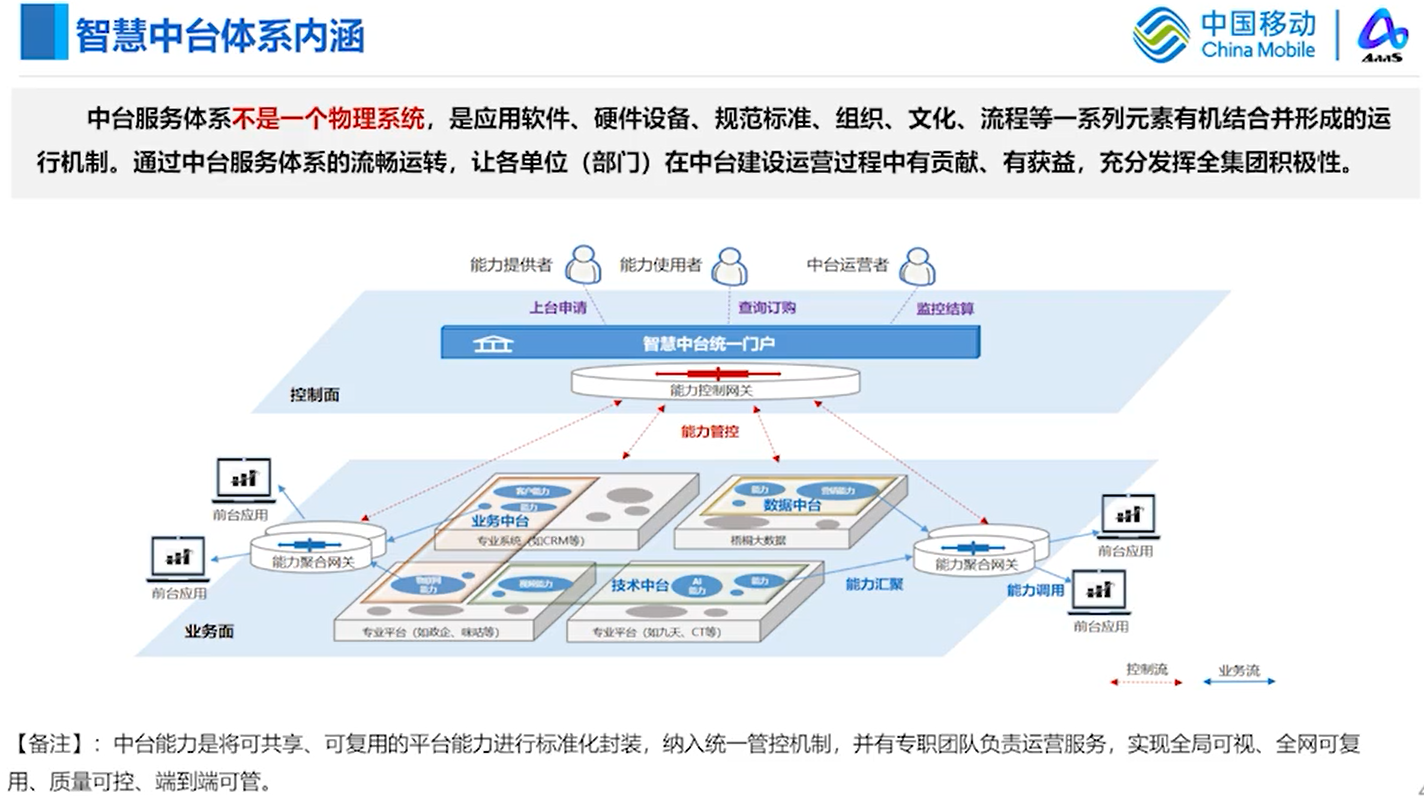 智慧中台体系内涵
中国移动
China Mobile
AaaS
中台服务体系不是一个物理系统，是应用软件、硬件设备、规范标准、组织、文化、流程等一系列元素有机结合并形成的运
行机制。通过中台服务体系的流畅运转，让各单位（部门）在中台建设运营过程中有贡献、有获益，充分发挥全集团积极性。
能力提供者
能力使用者
中台运营者
上台申请
查询订购
监控结算
智慧中台统一门户
能力控制网关
控制面
能力管控
前台应用
前台应用
能力聚合网关
业务面
客户能力
能力
业务中台
专业系统（如CRM等）
能力
营销能力
数据中台
梧桐大数据
物联网
能力
视频能力
专业平台（如政企、咪咕等）
技术中台
AI
能力
能力
专业平台（如九天、CT等）
能力汇聚
能力聚合网关
能力调用
前台应用
前台应用
控制流
业务流
【备注】：中台能力是将可共享、可复用的平台能力进行标准化封装，纳入统一管控机制，并有专职团队负责运营服务，实现全局可视、全网可复
用、质量可控、端到端可管。